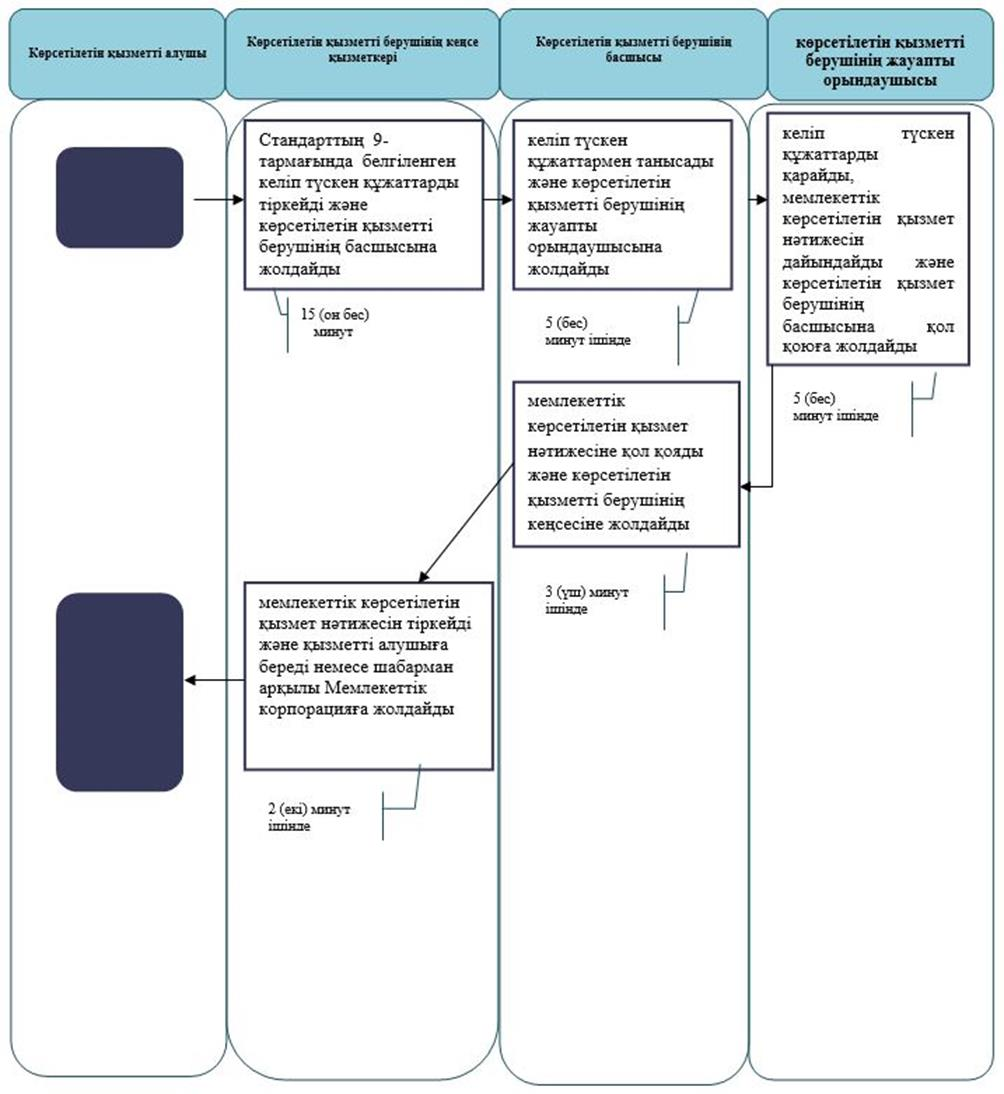 Көрсетілетін қызметті алушы
Көрсетілетін қызметті берушінің кеңсе
қызметкері
Көрсетілетін қызметті берушінің
басшысы
көрсетілетін қызметті
берушінің жауапты
орындаушысы
Стандарттың 9-
тармағында белгіленген
келіп түскен құжаттарды
тіркейді және
көрсетілетін қызметті
берушінің басшысына
жолдайды
15 (он бес)
минут
келіп түскен
құжаттармен танысады
және көрсетілетін
қызметті берушінің
жауапты
орындаушысына
жолдайды
5 (бес)
минут ішінде
келіп түскен
құжаттарды
қарайды,
мемлекеттік
көрсетілетін қызмет
нәтижесін
дайындайды және
көрсетілетін қызмет
берушінің
басшысына қол
қоюға жолдайды
5 (бес)
минут ішінде
мемлекеттік
көрсетілетін қызмет
нәтижесіне қол қояды
және көрсетілетін
қызметті берушінің
кеңсесіне жолдайды
3 (үш) минут
ішінде
мемлекеттік көрсетілетін
қызмет нәтижесін тіркейді
және қызметті алушыға
береді немесе шабарман
арқылы Мемлекеттік
корпорацияға жолдайды
2 (екі) минут
ішінде